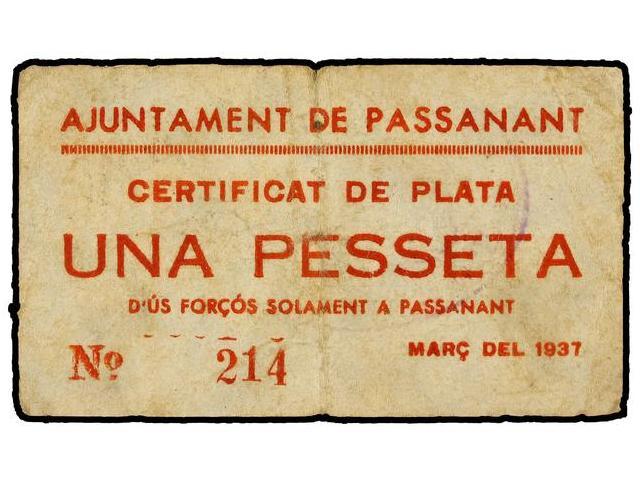 AJUNTAMENT DE PASSANANT
CERTIFICAT DE PLATA
UNA PESSETA
D'ÚS FORÇÓS SOLAMENT A PASSANANT
Nº 214
MARÇ DEL 1937